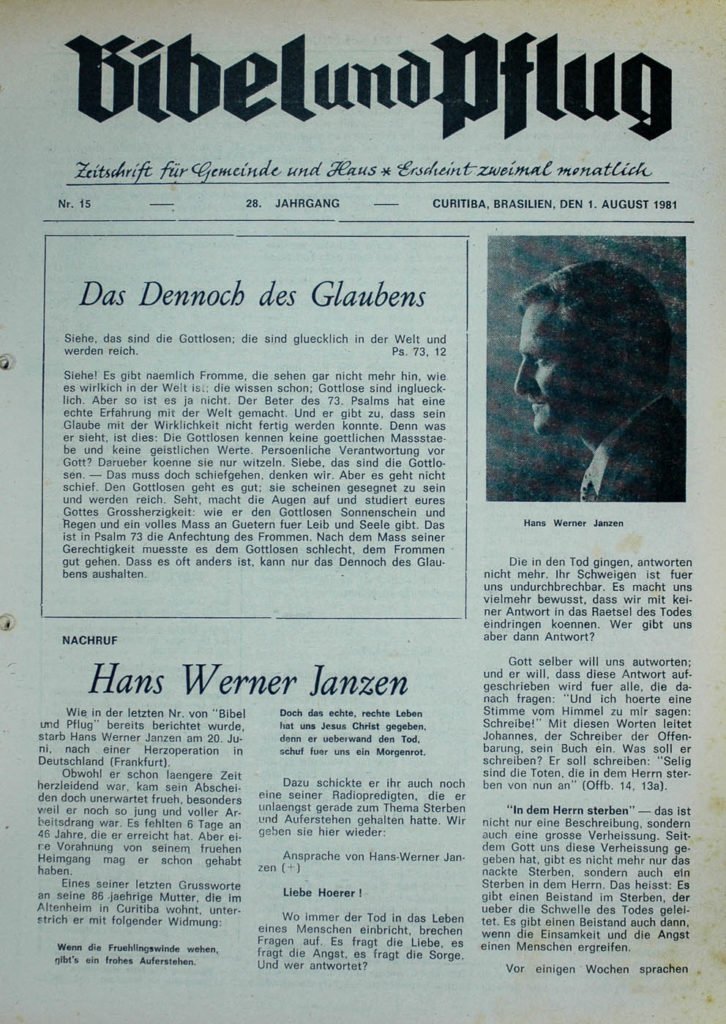 Bibel und Pflug
Zeitschrift für Gemeinde und Haus * Erscheint zweimal monatlich
Nr. 15 — 28. JAHRGANG — CURITIBA, BRASILIEN, DEN 1. AUGUST 1981
Das Dennoch des Glaubens
Siehe, das sind die Gottlosen; die sind gluecklich in der Welt und
werden reich. Ps. 73, 12
Siehe! Es gibt naemlich Fromme, die sehen gar nicht mehr hin, wie
es wirlkich in der Welt is.: die wissen schon; Gottlose sind inglueck-
lich. Aber so ist es ja nicht. Der Beter des 73. Psalms hat eine
echte Erfahrung mit der Welt gemacht. Und er gibt zu, dass sein
Glaube mit der Wirklichkeit nicht fertig werden konnte. Denn was
er sieht, ist dies: Die Gottlosen kennen keine goettlichen Massstae-
be und keine geistlichen Werte. Persoenliche Verantwortung vor
Gott? Darueber koenne sie nur witzeln. Siebe, das sind die Gottlo-
sen. — Das muss doch schiefgehen, denken wir. Aber es geht nicht
schief. Den Gottlosen geht es gut; sie scheinen gesegnet zu sein
und werden reich. Seht, macht die Augen auf und studiert eures
Gottes Grossherzigkeit: wie er den Gottlosen Sonnenschein und
Regen und ein volles Mass an Guetern fuer Leib und Seele gibt. Das
ist in Psalm 73 die Anfechtung des Frommen. Nach dem Mass seiner
Gerechtigkeit muesste es dem Gottlosen schlecht, dem Frommen
gut gehen. Dass es oft anders ist, kann nur das Dennoch des Glau-
bens aushalten.
NACHRUF
Hans Werner Janzen
Wie in der letzten Nr. von "Bibel
und Pflug" bereits berichtet wurde,
starb Hans Werner Janzen am 20. Ju-
ni, nach einer Herzoperation in
Deutschland (Frankfurt).
Obwohl er schon laengere Zeit
herzleidend war, kam sein Abschei-
den doch unerwartet frueh, besonders
weil er noch so jung und voller Ar-
beitsdrang war. Es fehlten 6 Tage an
46 Jahre, die er erreicht hat. Aber ei-
ne Vorahnung von seinem fruehen
Heimgang mag er schon gehabt
haben.
Eines seiner letzten Grussworte
an seine 86 jaehrige Mutter, die im
Altenheim in Curitiba wohnt, unter-
strich er mit folgender Widmung:
Wenn die Fruehlingswinde wehen,
gibt's ein frohes Auferstehen.
Doch das echte, rechte Leben
hat uns Jesus Christ gegeben,
denn er ueberwand den Tod,
schuf fuer uns ein Morgenrot.
Dazu schickte er ihr auch noch
eine seiner Radiopredigten, die er
unlaengst gerade zum Thema Sterben
und Auferstehen gehalten hatte. Wir
geben sie hier wieder:
Ansprache von Hans-Werner Jan-
zen (+)
Liebe Hoerer !
Wo immer der Tod in das Leben
eines Menschen einbricht, brechen
Fragen auf. Es fragt die Liebe, es
fragt die Angst, es fragt die Sorge.
Und wer antwortet?
Hans Werner Janzen
Die in den Tod gingen, antworten
nicht mehr. Ihr Schweigen ist fuer
uns undurchbrechbar. Es macht uns
vielmehr bewusst, dass wir mit kei-
ner Antwort in das Raetsel des Todes
eindringen koennen. Wer gibt uns
aber dann Antwort?
Gott selber will uns autworten;
und er will, dass diese Antwort auf-
geschrieben wird fuer alle, die da-
nach fragen: "Und ich hoerte eine
Stimme vom Himmel zu mir sagen:
Schreibe!" Mit diesen Worten leitet
Johannes, der Schreiber der Offen-
barung, sein Buch ein. Was soll er
schreiben? Er soll schreiben: "Selig
sind die Toten, die in dem Herrn ster-
ben von nun an" (Offb. 14, 13a).
"In dem Herrn sterben" — das ist
nicht nur eine Beschreibung, sondern
auch eine grosse Verheissung. Seit-
dem Gott uns diese Verheissung ge-
geben hat, gibt es nicht mehr nur das
nackte Sterben, sondern auch ein
Sterben in dem Herrn. Das heisst: Es
gibt einen Beistand im Sterben, der
ueber die Schwelle des Todes gelei-
tet. Es gibt einen Beistand auch dann,
wenn die Einsamkeit und die Angst
einen Menschen ergreifen.
Vor einigen Wochen sprachen